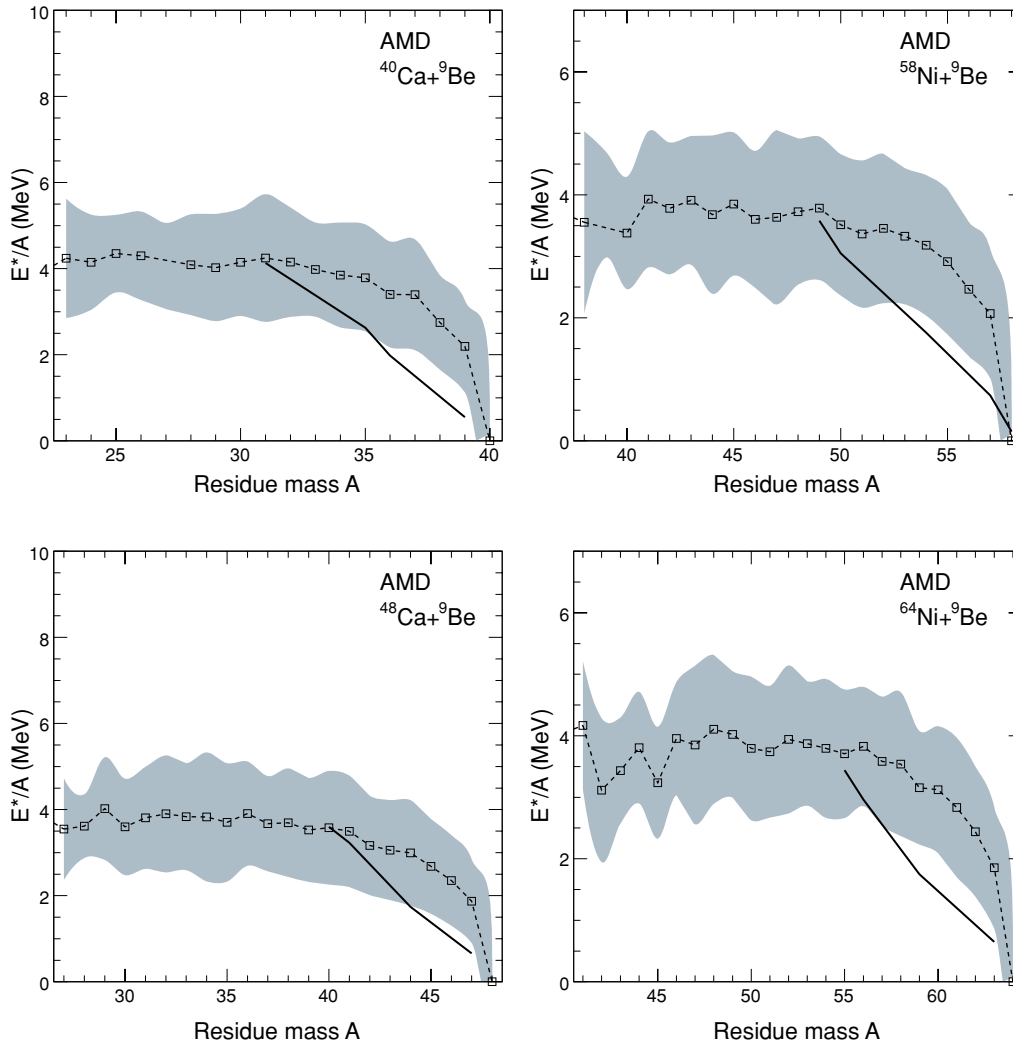 AMD
⁴⁰Ca+⁹Be
E*/A (MeV)
10
8
6
4
2
0
25 30 35 40
Residue mass A
AMD
⁵⁸Ni+⁹Be
E*/A (MeV)
6
4
2
0
40 45 50 55
Residue mass A
AMD
⁴⁸Ca+⁹Be
E*/A (MeV)
10
8
6
4
2
0
30 35 40 45
Residue mass A
AMD
⁶⁴Ni+⁹Be
E*/A (MeV)
6
4
2
0
45 50 55 60
Residue mass A